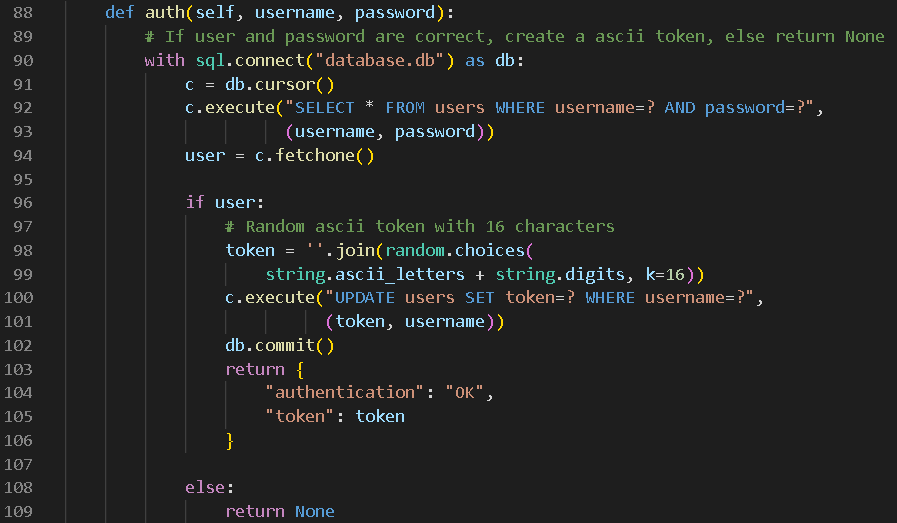 88 def auth(self, username, password):
89 # If user and password are correct, create a ascii token, else return None
90 with sql.connect("database.db") as db:
91 c = db.cursor()
92 c.execute("SELECT * FROM users WHERE username=? AND password=?",
93 (username, password))
94 user = c.fetchone()
95
96 if user:
97 # Random ascii token with 16 characters
98 token = ''.join(random.choices(
99 string.ascii_letters + string.digits, k=16))
100 c.execute("UPDATE users SET token=? WHERE username=?",
101 (token, username))
102 db.commit()
103 return {
104 "authentication": "OK",
105 "token": token
106 }
107
108 else:
109 return None